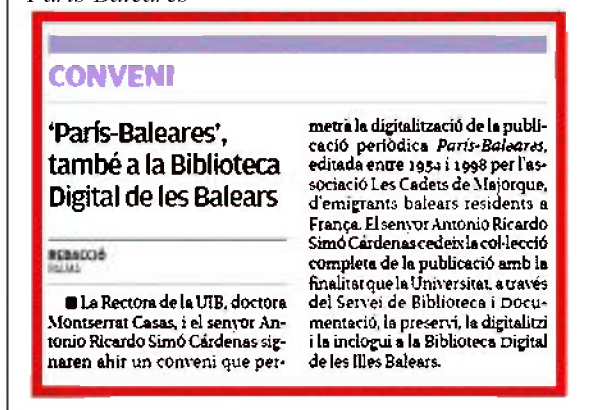 París-Baleares
CONVENI
‘París-Baleares’,
també a la Biblioteca
Digital de les Balears
REDACCIÓ
PALMA
■ La Rectora de la UIB, doctora
Montserrat Casas, i el senyor An-
tonio Ricardo Simó Cárdenas sig-
naren ahir un conveni que per-
metrà la digitalització de la publi-
cació periòdica París-Baleares,
editada entre 1954 i 1998 per l'as-
sociació Les Cadets de Majorque,
d'emigrants balears residents a
França. El senyor Antonio Ricardo
Simó Cárdenas cedeix la col·lecció
completa de la publicació amb la
finalitat que la Universitat, a través
del Servei de Biblioteca i Docu-
mentació, la preservi, la digitalitzi
i la inclogui a la Biblioteca Digital
de les Illes Balears.